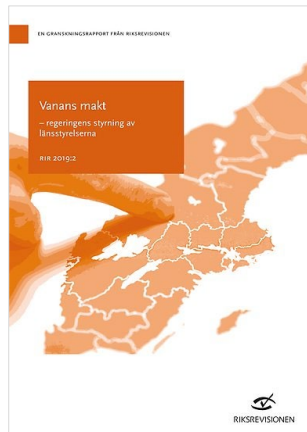 EN GRANSKNINGSRAPPORT FRÅN RIKSREVISIONEN
Vanans makt
– regeringens styrning av
länsstyrelserna
RIR 2019:2
RIKSREVISIONEN